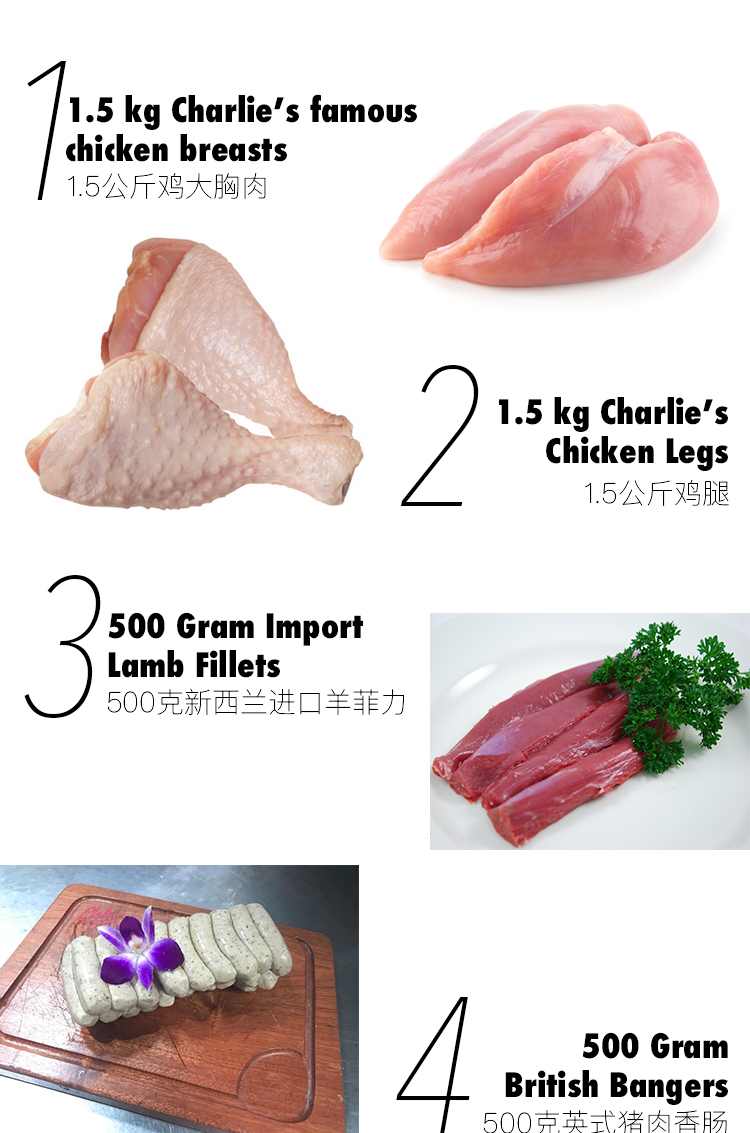 1
1.5 kg Charlie’s famous
chicken breasts
1.5公斤鸡大胸肉
2
1.5 kg Charlie’s
Chicken Legs
1.5公斤鸡腿
3
500 Gram Import
Lamb Fillets
500克新西兰进口羊菲力
4
500 Gram
British Bangers
500克英式猪肉香肠